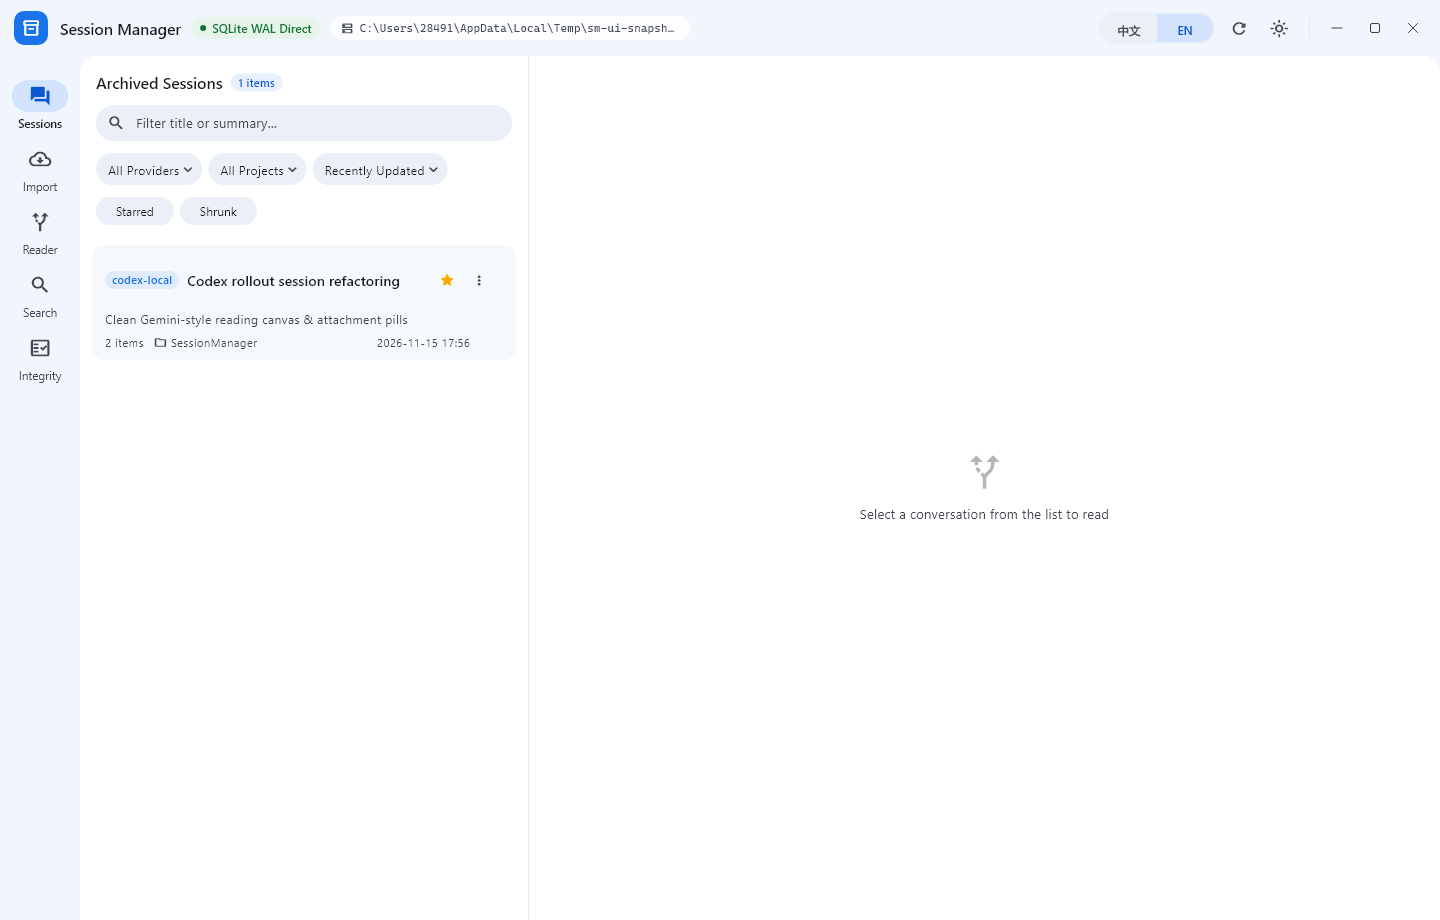 Session Manager
SQLite WAL Direct
C:\Users\28491\AppData\Local\Temp\sm-ui-snapsh…
中文
EN
Sessions
Import
Reader
Search
Integrity
Archived Sessions
1 items
Filter title or summary...
All Providers
All Projects
Recently Updated
Starred
Shrunk
codex-local
Codex rollout session refactoring
Clean Gemini-style reading canvas & attachment pills
2 items
SessionManager
2026-11-15 17:56
Select a conversation from the list to read